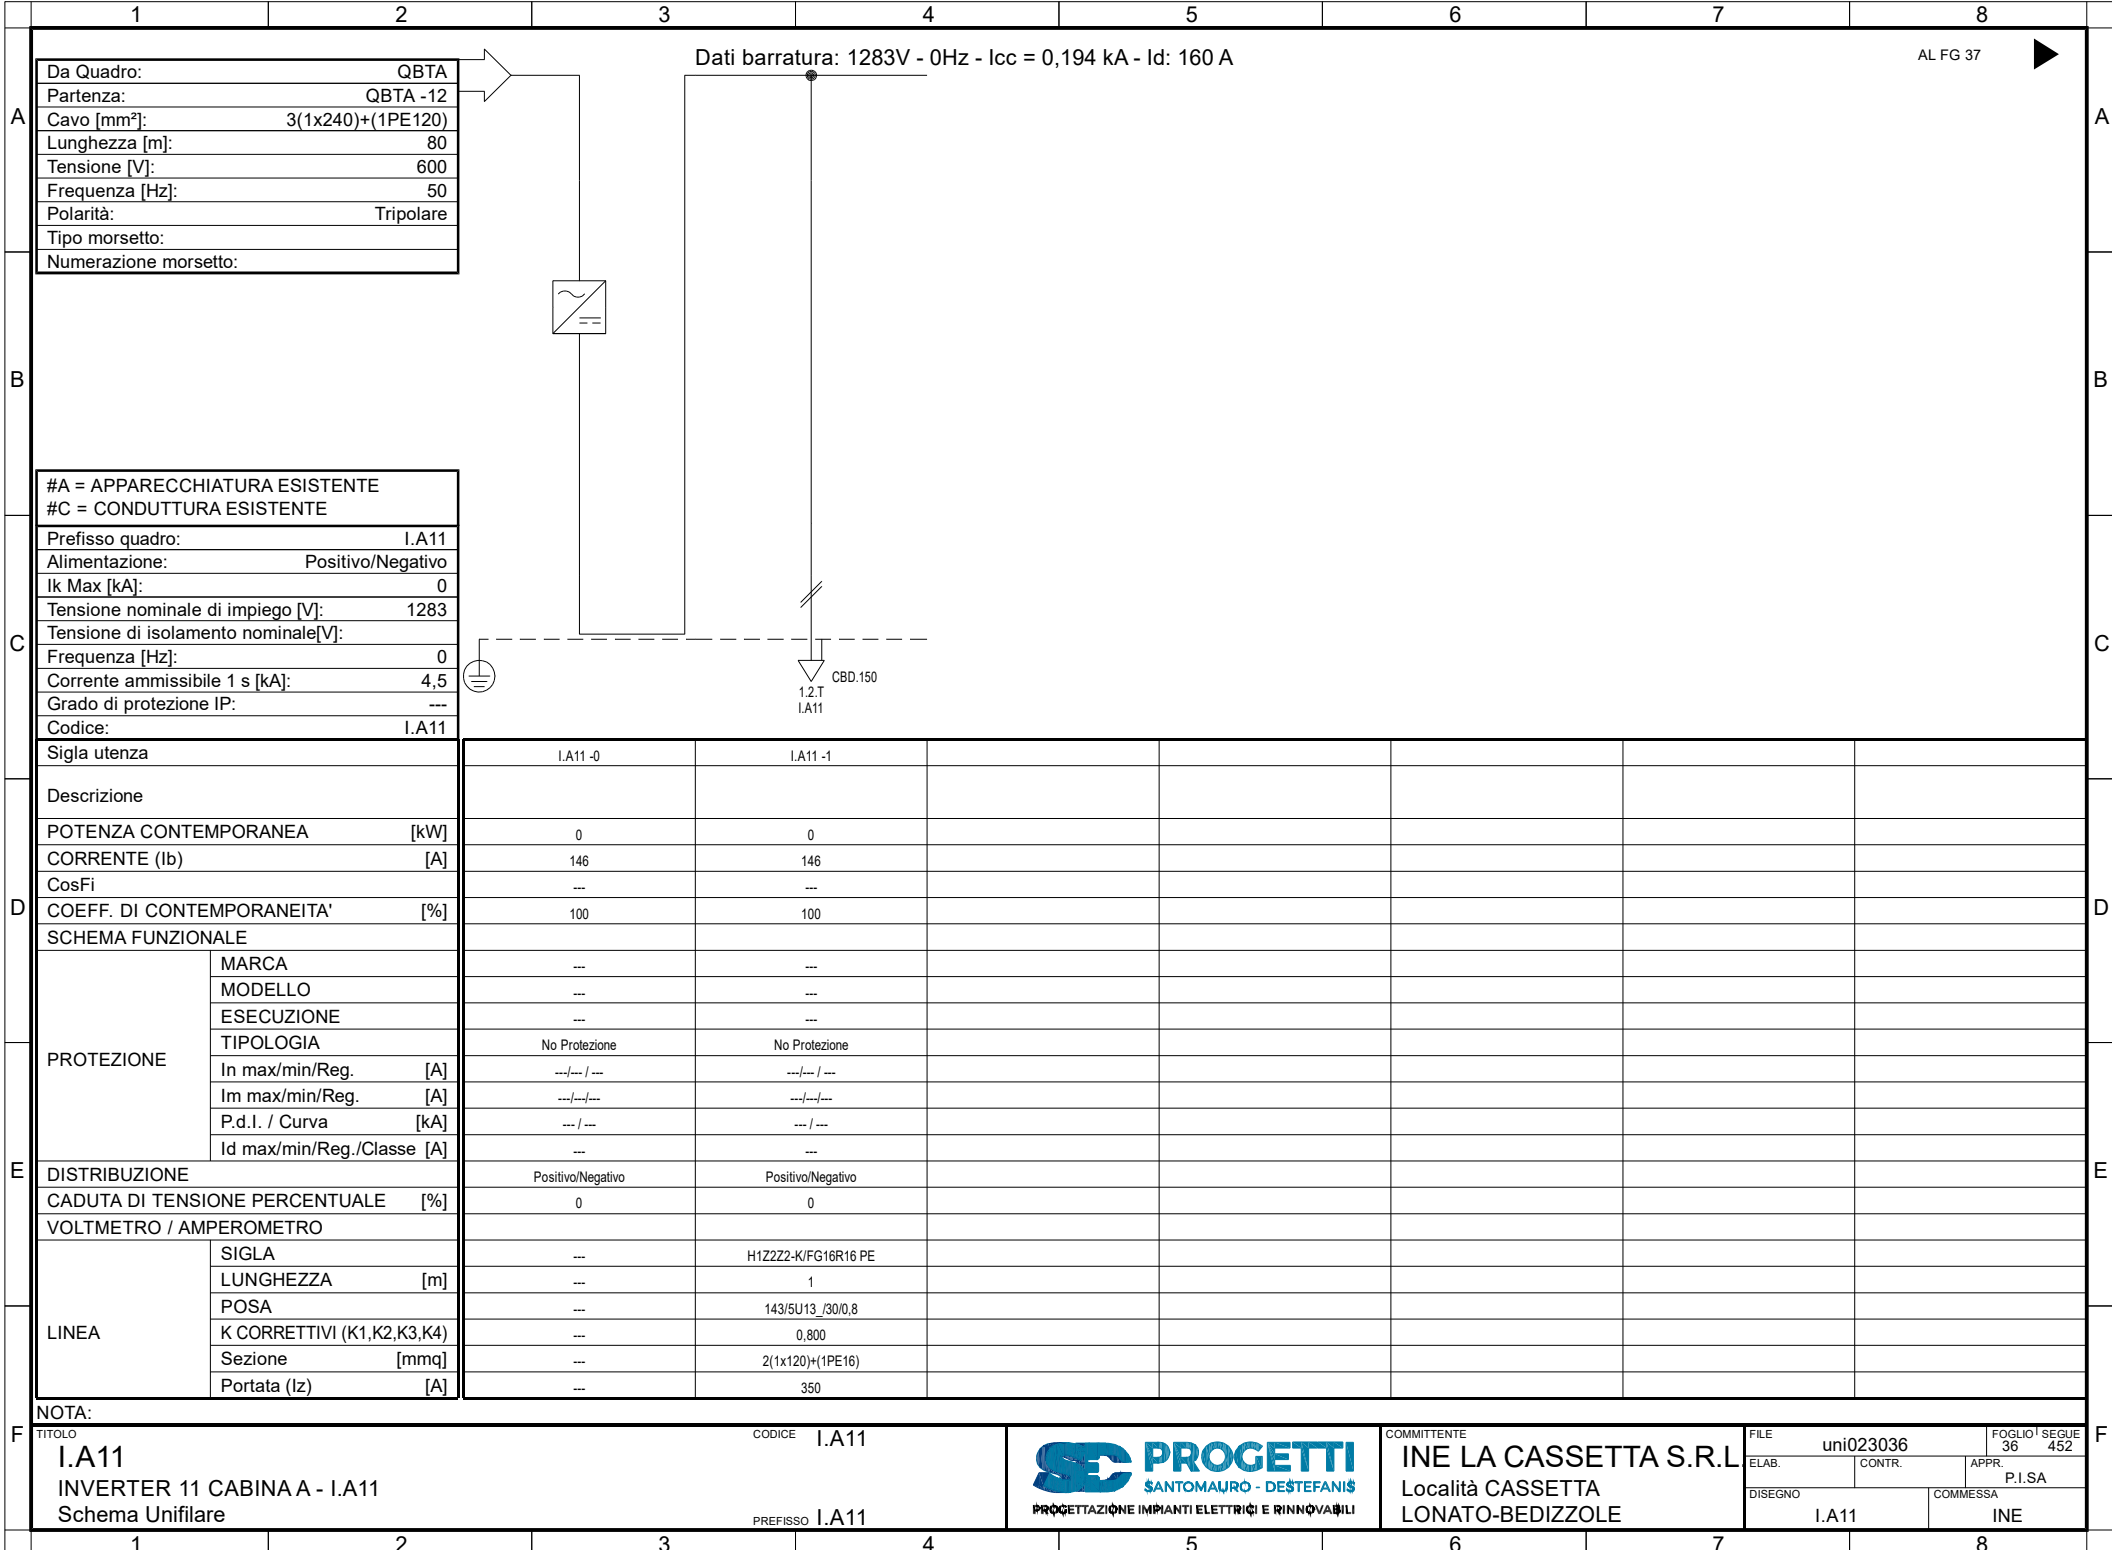 1 2 3 4 5 6 7 8
Dati barratura: 1283V - 0Hz - Icc = 0,194 kA - Id: 160 A
AL FG 37
Da Quadro: QBTA
Partenza: QBTA -12
Cavo [mm²]: 3(1x240)+(1PE120)
Lunghezza [m]: 80
Tensione [V]: 600
Frequenza [Hz]: 50
Polarità: Tripolare
Tipo morsetto:
Numerazione morsetto:
A A
B B
#A = APPARECCHIATURA ESISTENTE
#C = CONDUTTURA ESISTENTE
Prefisso quadro: I.A11
Alimentazione: Positivo/Negativo
Ik Max [kA]: 0
Tensione nominale di impiego [V]: 1283
Tensione di isolamento nominale[V]:
Frequenza [Hz]: 0
Corrente ammissibile 1 s [kA]: 4,5
Grado di protezione IP: ---
Codice: I.A11
C C
CBD.150
1.2.T
I.A11
Sigla utenza I.A11 -0 I.A11 -1
Descrizione
POTENZA CONTEMPORANEA [kW] 0 0
CORRENTE (Ib) [A] 146 146
CosFi --- ---
D D
COEFF. DI CONTEMPORANEITA' [%] 100 100
SCHEMA FUNZIONALE
PROTEZIONE
MARCA --- ---
MODELLO --- ---
ESECUZIONE --- ---
TIPOLOGIA No Protezione No Protezione
In max/min/Reg. [A] ---/--- / --- ---/--- / ---
Im max/min/Reg. [A] ---/---/--- ---/---/---
P.d.I. / Curva [kA] --- / --- --- / ---
Id max/min/Reg./Classe [A] --- ---
E E
DISTRIBUZIONE Positivo/Negativo Positivo/Negativo
CADUTA DI TENSIONE PERCENTUALE [%] 0 0
VOLTMETRO / AMPEROMETRO
LINEA
SIGLA --- H1Z2Z2-K/FG16R16 PE
LUNGHEZZA [m] --- 1
POSA --- 143/5U13_/30/0,8
K CORRETTIVI (K1,K2,K3,K4) --- 0,800
Sezione [mmq] --- 2(1x120)+(1PE16)
Portata (Iz) [A] --- 350
NOTA:
F F
TITOLO
I.A11
INVERTER 11 CABINA A - I.A11
Schema Unifilare
CODICE I.A11
PREFISSO I.A11
PROGETTI
SANTOMAURO - DESTEFANIS
PROGETTAZIONE IMPIANTI ELETTRICI E RINNOVABILI
COMMITTENTE
INE LA CASSETTA S.R.L.
Località CASSETTA
LONATO-BEDIZZOLE
FILE uni023036
FOGLIO 36 SEGUE 452
ELAB. CONTR. APPR. P.I.SA
DISEGNO I.A11
COMMESSA INE
1 2 3 4 5 6 7 8